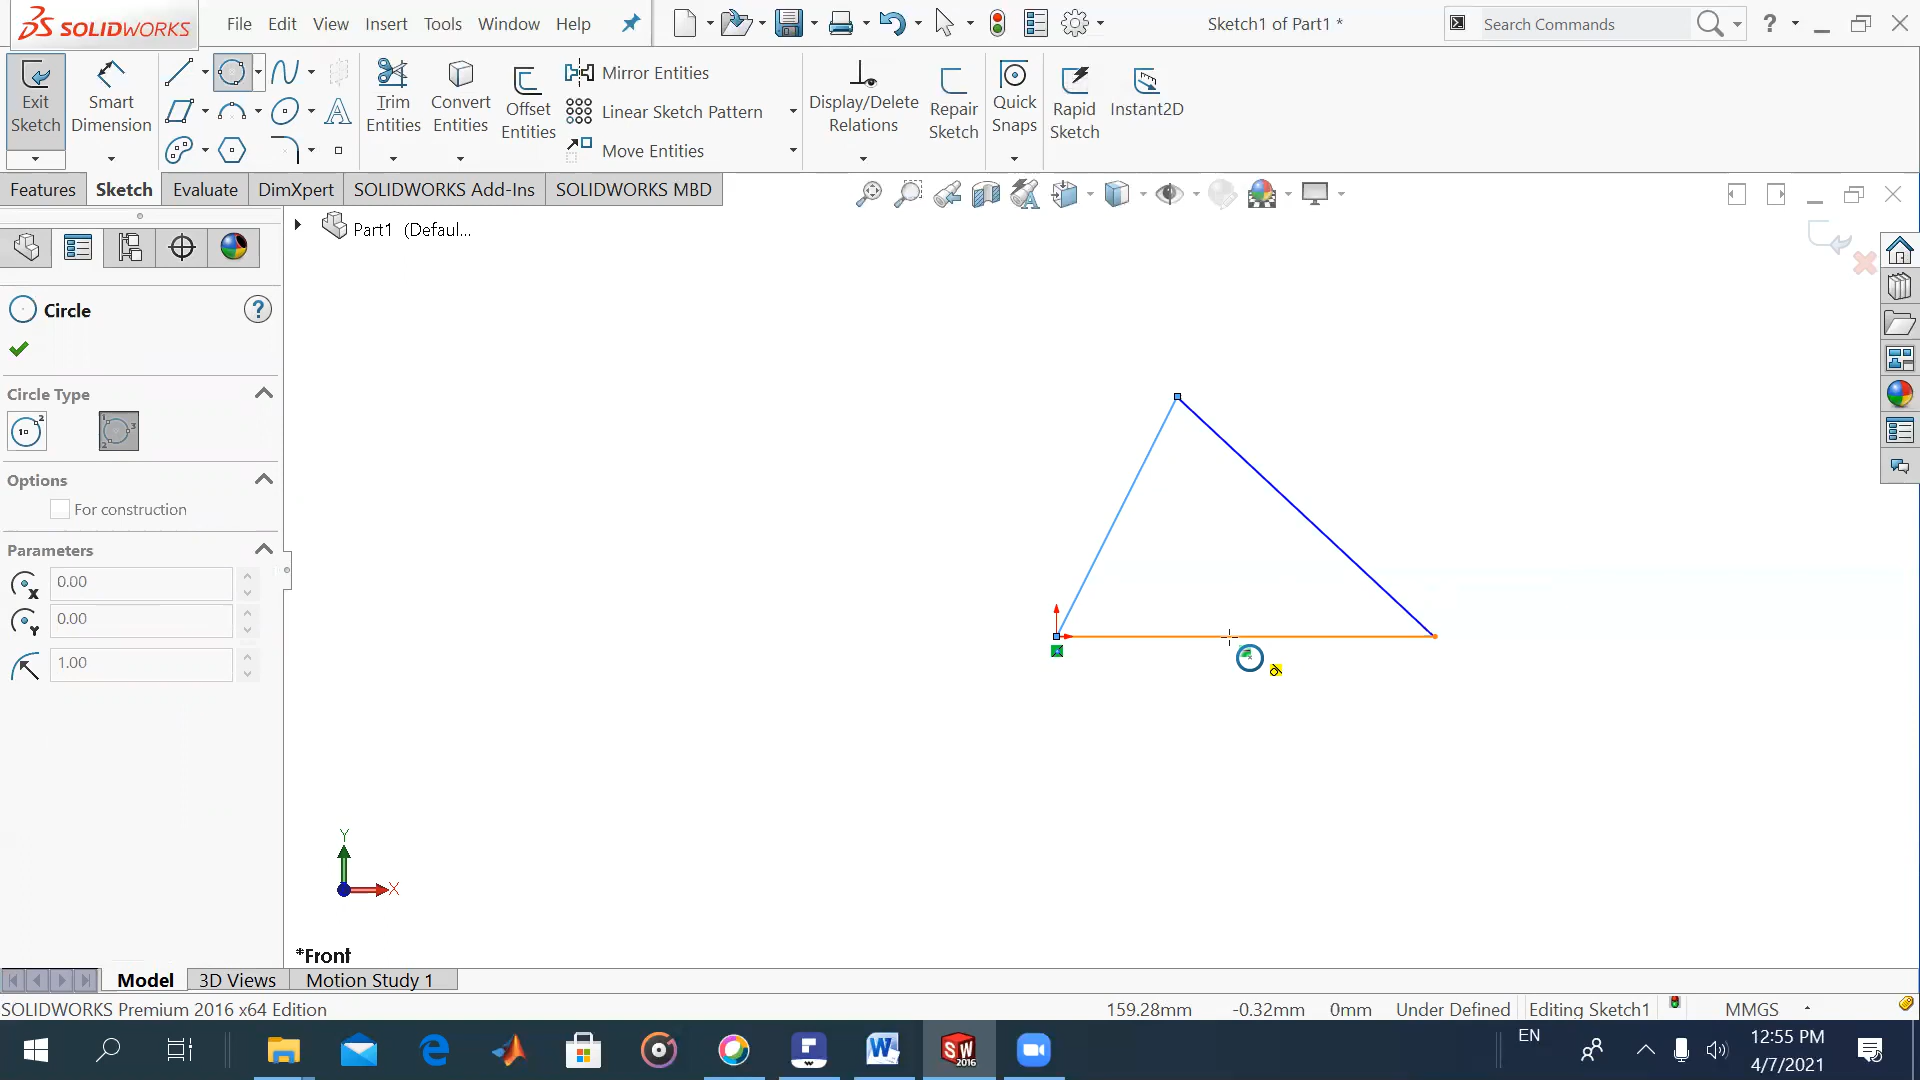 SOLIDWORKS File Edit View Insert Tools Window Help Sketch1 of Part1 * Search Commands ?
Exit Sketch Smart Dimension Trim Entities Convert Entities Offset Entities Mirror Entities Display/Delete Relations Repair Sketch Quick Snaps Rapid Sketch Instant2D
Linear Sketch Pattern
Move Entities
Features Sketch Evaluate DimXpert SOLIDWORKS Add-Ins SOLIDWORKS MBD
Part1 (Defaul...
Circle ?
Circle Type
Options
For construction
Parameters
X 0.00
Y 0.00
1.00
Y
X
*Front
Model 3D Views Motion Study 1
SOLIDWORKS Premium 2016 x64 Edition 159.28mm -0.32mm 0mm Under Defined Editing Sketch1 MMGS
EN 12:55 PM
SW 2016
4/7/2021